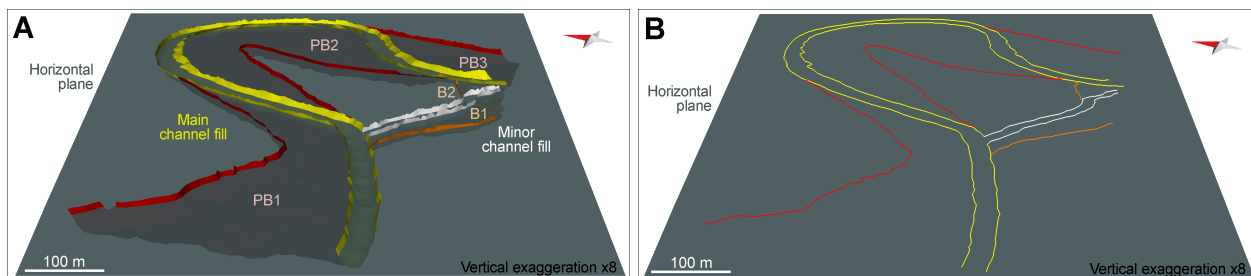 A
PB2
PB3
Horizontal
plane
B2
B1
Main
channel fill
Minor
channel fill
PB1
100 m
Vertical exaggeration x8
B
Horizontal
plane
100 m
Vertical exaggeration x8